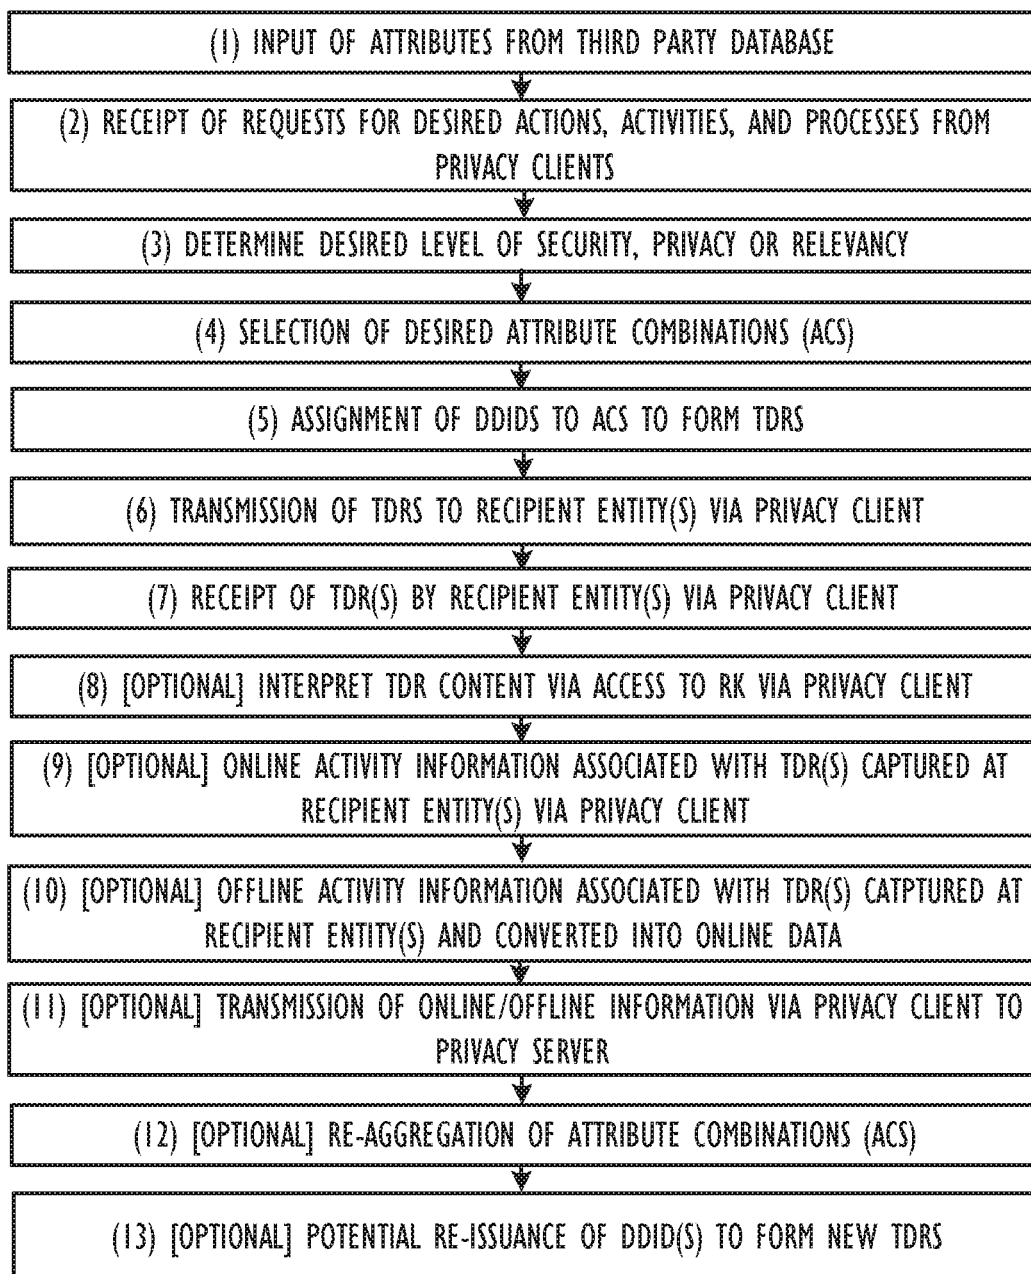 (1) INPUT OF ATTRIBUTES FROM THIRD PARTY DATABASE
(2) RECEIPT OF REQUESTS FOR DESIRED ACTIONS, ACTIVITIES, AND PROCESSES FROM
PRIVACY CLIENTS
(3) DETERMINE DESIRED LEVEL OF SECURITY, PRIVACY OR RELEVANCY
(4) SELECTION OF DESIRED ATTRIBUTE COMBINATIONS (ACS)
(5) ASSIGNMENT OF DDIDS TO ACS TO FORM TDRS
(6) TRANSMISSION OF TDRS TO RECIPIENT ENTITY(S) VIA PRIVACY CLIENT
(7) RECEIPT OF TDR(S) BY RECIPIENT ENTITY(S) VIA PRIVACY CLIENT
(8) [OPTIONAL] INTERPRET TDR CONTENT VIA ACCESS TO RK VIA PRIVACY CLIENT
(9) [OPTIONAL] ONLINE ACTIVITY INFORMATION ASSOCIATED WITH TDR(S) CAPTURED AT
RECIPIENT ENTITY(S) VIA PRIVACY CLIENT
(10) [OPTIONAL] OFFLINE ACTIVITY INFORMATION ASSOCIATED WITH TDR(S) CATPTURED AT
RECIPIENT ENTITY(S) AND CONVERTED INTO ONLINE DATA
(11) [OPTIONAL] TRANSMISSION OF ONLINE/OFFLINE INFORMATION VIA PRIVACY CLIENT TO
PRIVACY SERVER
(12) [OPTIONAL] RE-AGGREGATION OF ATTRIBUTE COMBINATIONS (ACS)
(13) [OPTIONAL] POTENTIAL RE-ISSUANCE OF DDID(S) TO FORM NEW TDRS